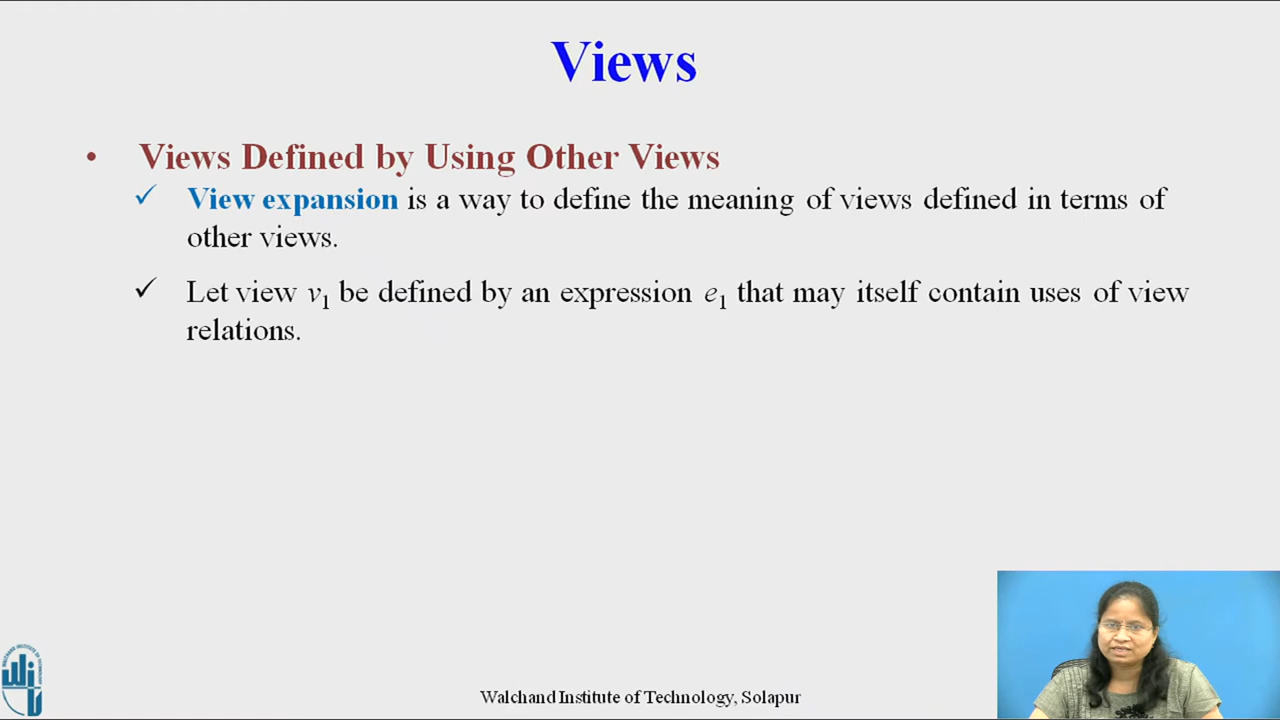 Views
• Views Defined by Using Other Views
✓ View expansion is a way to define the meaning of views defined in terms of
other views.
✓ Let view v₁ be defined by an expression e₁ that may itself contain uses of view
relations.
Walchand Institute of Technology, Solapur